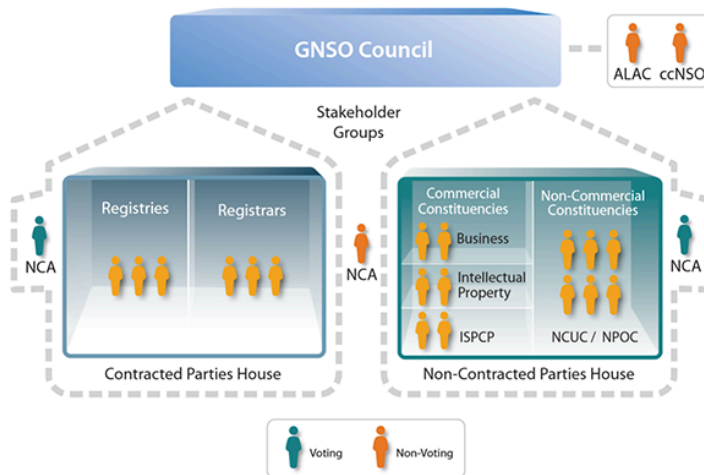 GNSO Council
ALAC ccNSO
Stakeholder
Groups
Registries
Registrars
NCA
Contracted Parties House
NCA
Commercial
Constituencies
Business
Intellectual
Property
ISPCP
Non-Commercial
Constituencies
NCUC / NPOC
NCA
Non-Contracted Parties House
Voting
Non-Voting